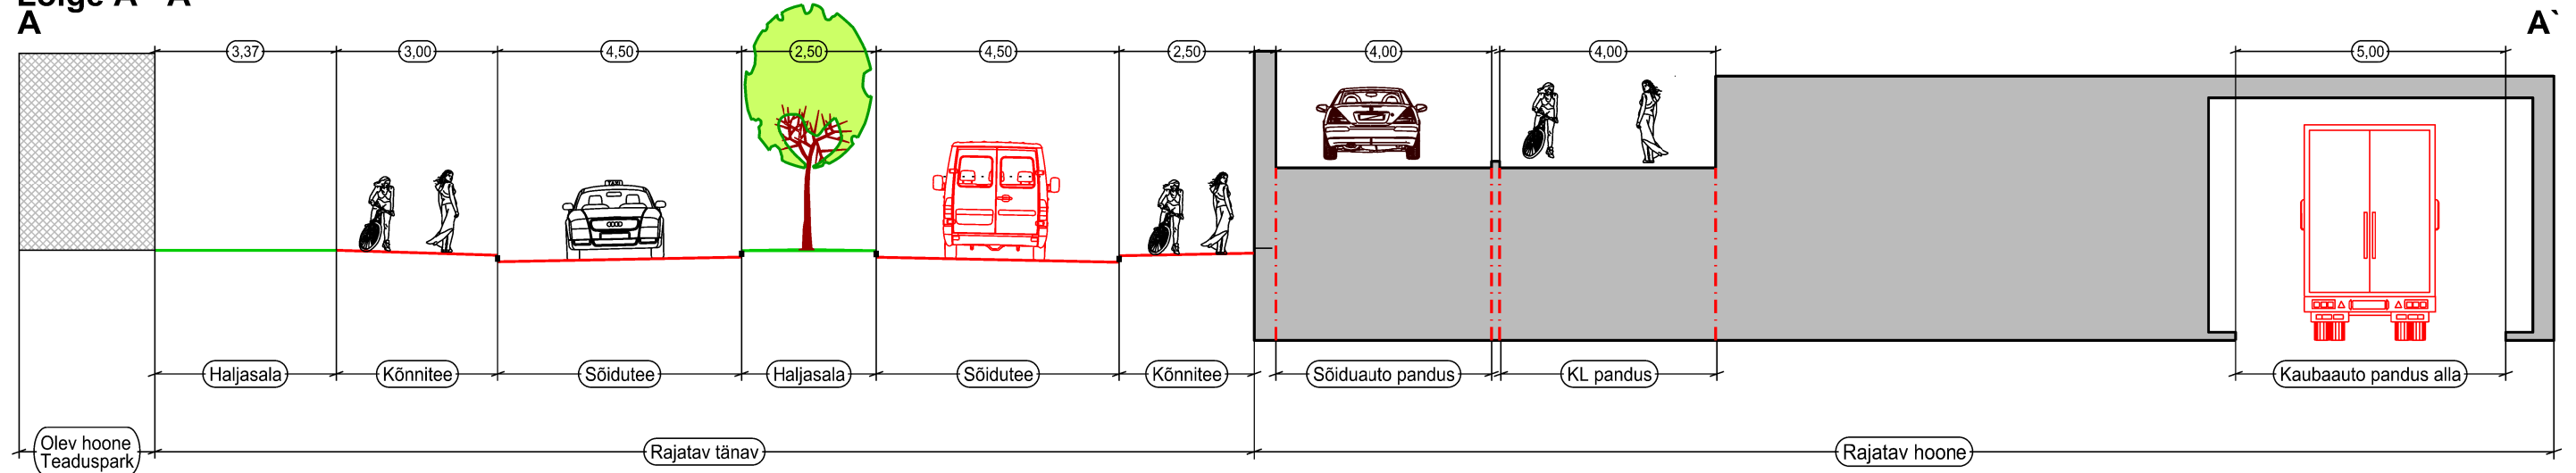 Lõige A - A`
A
A`
3,37
3,00
4,50
2,50
4,50
2,50
4,00
4,00
5,00
TAXI
Haljasala
Kõnnitee
Sõidutee
Haljasala
Sõidutee
Kõnnitee
Sõiduauto pandus
KL pandus
Kaubaauto pandus alla
Olev hoone
Teaduspark
Rajatav tänav
Rajatav hoone